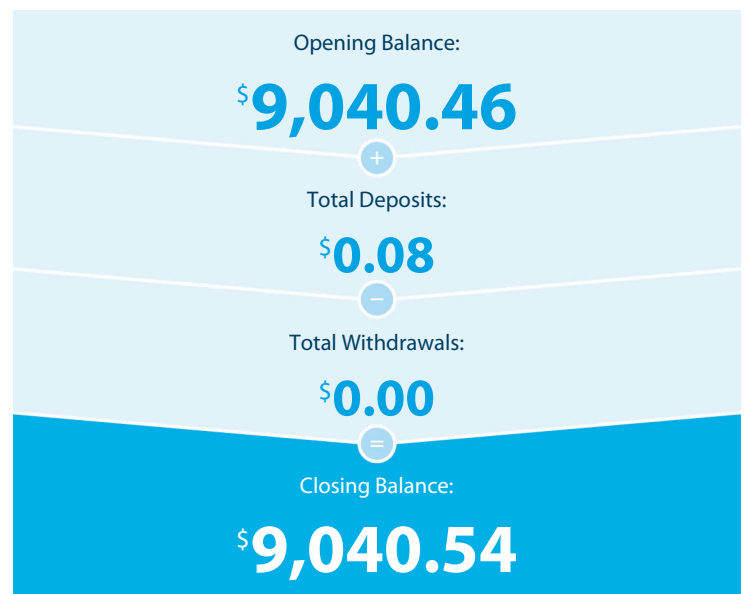 Opening Balance:
$9,040.46
+
Total Deposits:
$0.08
−
Total Withdrawals:
$0.00
=
Closing Balance:
$9,040.54